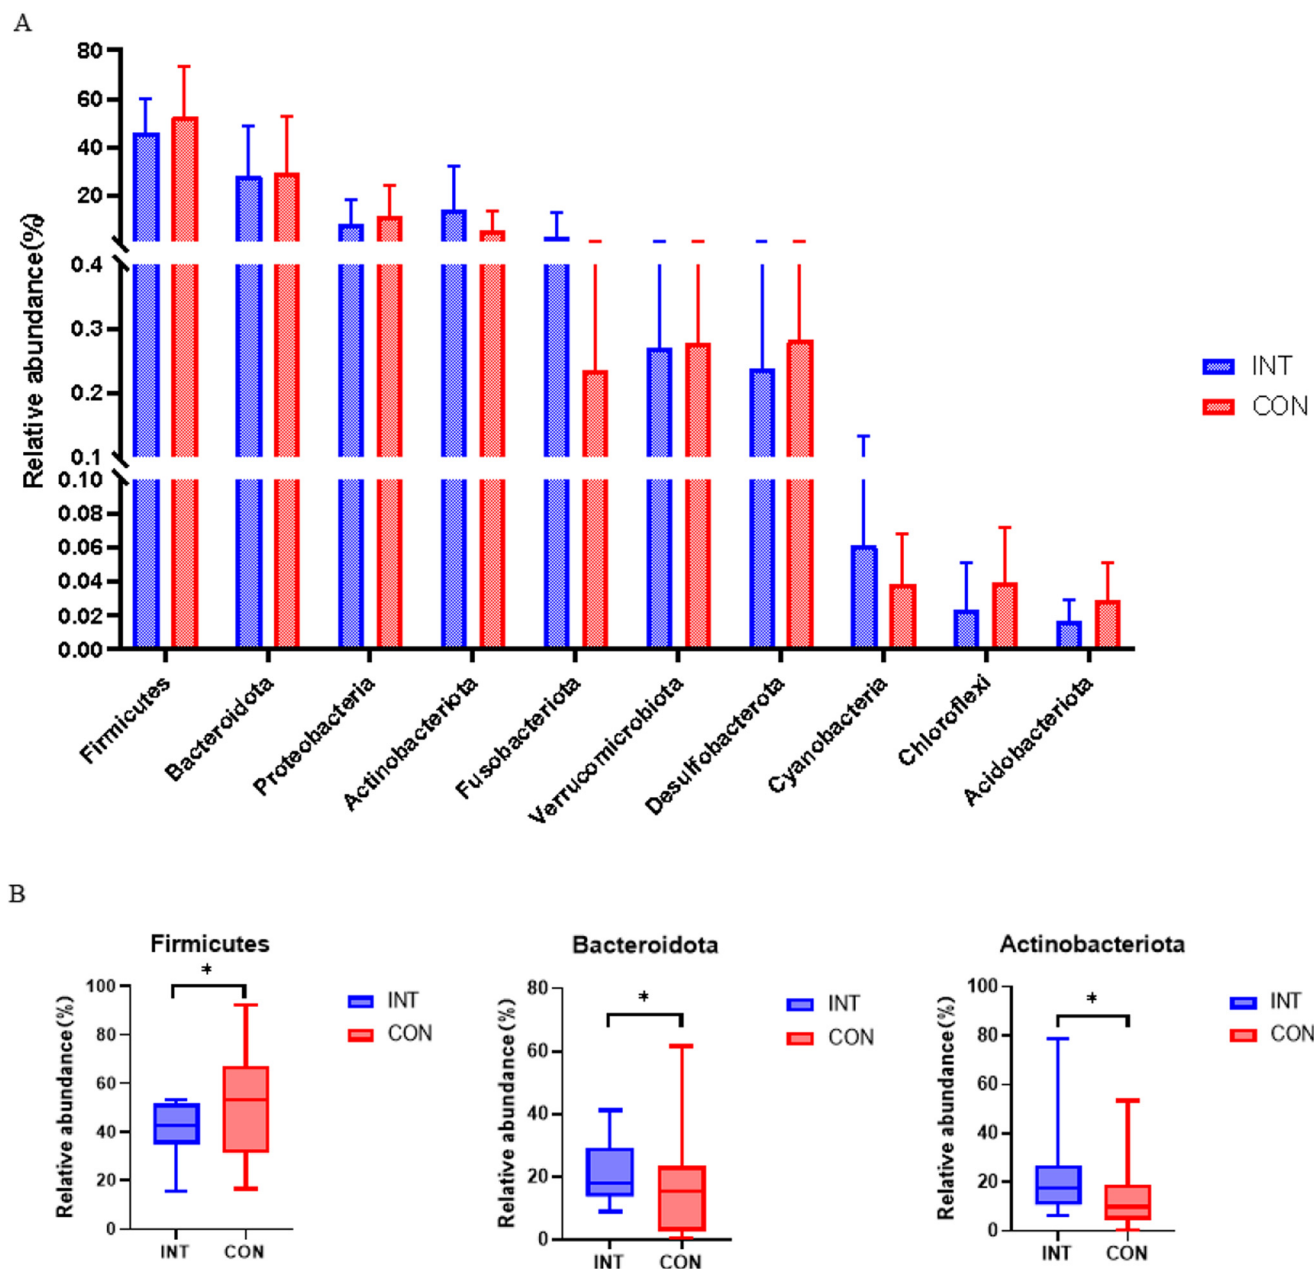 A
Relative abundance(%)
80
60
40
20
0.4
0.3
0.2
0.1
0.10
0.08
0.06
0.04
0.02
0.00
Firmicutes
Bacteroidota
Proteobacteria
Actinobacteriota
Fusobacteriota
Verrucomicrobiota
Desulfobacterota
Cyanobacteria
Chloroflexi
Acidobacteriota
INT
CON
B
Firmicutes
*
Relative abundance(%)
100
80
60
40
20
0
INT
CON
INT
CON
Bacteroidota
*
Relative abundance(%)
80
60
40
20
0
INT
CON
INT
CON
Actinobacteriota
*
Relative abundance(%)
100
80
60
40
20
0
INT
CON
INT
CON